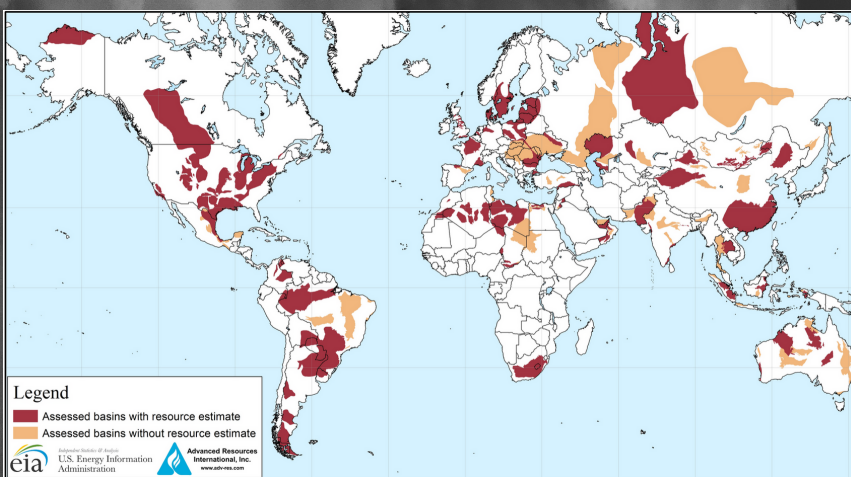 Legend
Assessed basins with resource estimate
Assessed basins without resource estimate
eia
Independent Statistics & Analysis
U.S. Energy Information
Administration
Advanced Resources
International, Inc.
www.adv-res.com